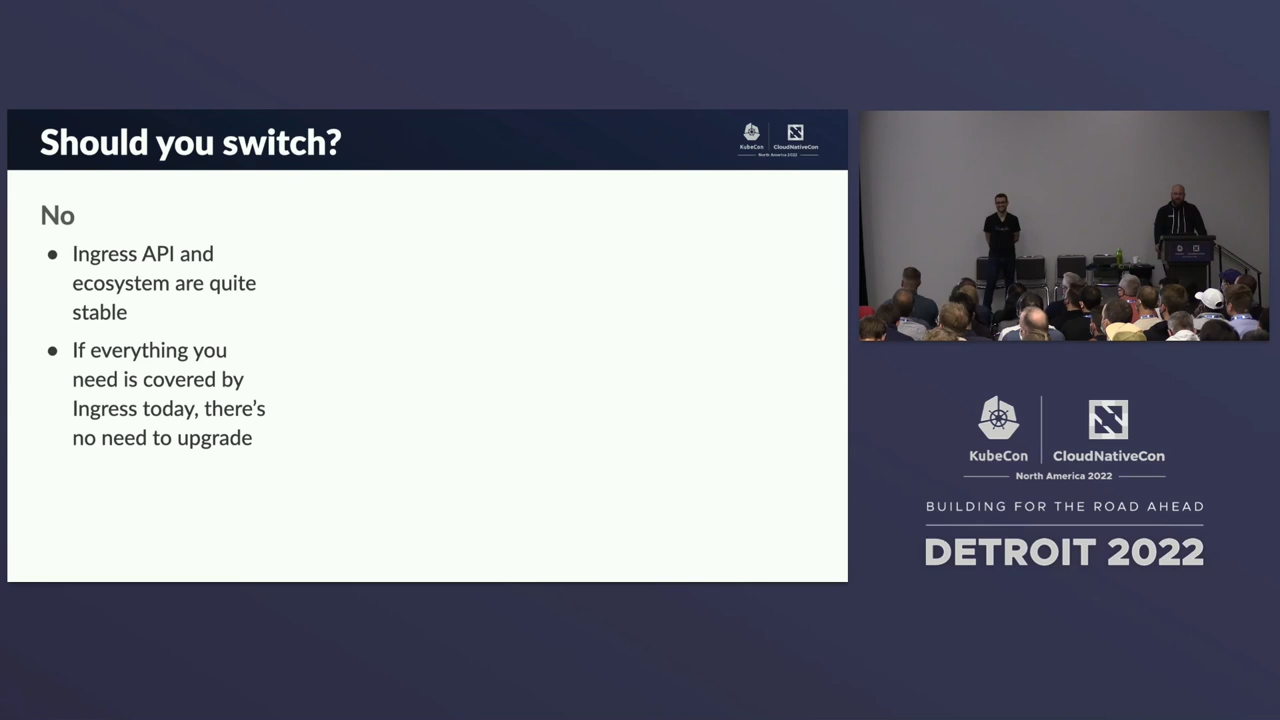 Should you switch?
KubeCon
CloudNativeCon
North America 2022
No
● Ingress API and
ecosystem are quite
stable
● If everything you
need is covered by
Ingress today, there's
no need to upgrade
KubeCon
CloudNativeCon
North America 2022
BUILDING FOR THE ROAD AHEAD
DETROIT 2022